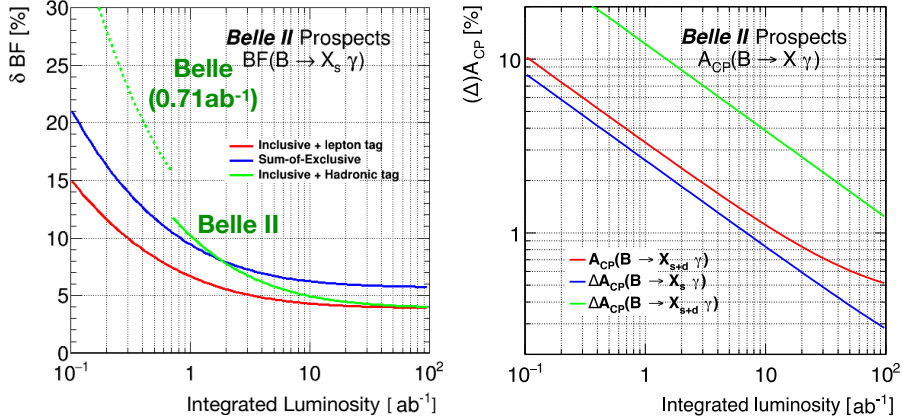 δ BF [%]
30
25
20
15
10
5
0
Belle II Prospects
BF(B → Xₛ γ)
Belle
(0.71ab⁻¹)
Inclusive + lepton tag
Sum-of-Exclusive
Inclusive + Hadronic tag
Belle II
10⁻¹ 1 10 10²
Integrated Luminosity [ ab⁻¹]
(Δ)A_CP [%]
10
1
Belle II Prospects
A_CP(B → X γ)
A_CP(B → X_s+d γ)
ΔA_CP(B → X_s γ)
ΔA_CP(B → X_s+d γ)
10⁻¹ 1 10 10²
Integrated luminosity [ab⁻¹]